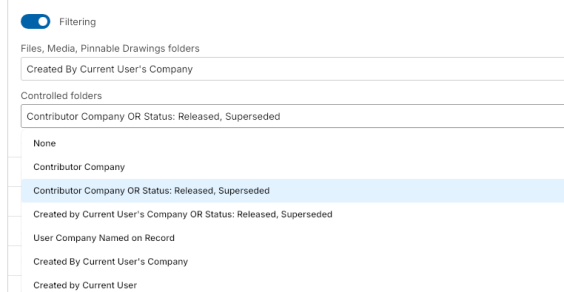 Filtering
Files, Media, Pinnable Drawings folders
Created By Current User's Company
Controlled folders
Contributor Company OR Status: Released, Superseded
None
Contributor Company
Contributor Company OR Status: Released, Superseded
Created by Current User's Company OR Status: Released, Superseded
User Company Named on Record
Created By Current User's Company
Created by Current User